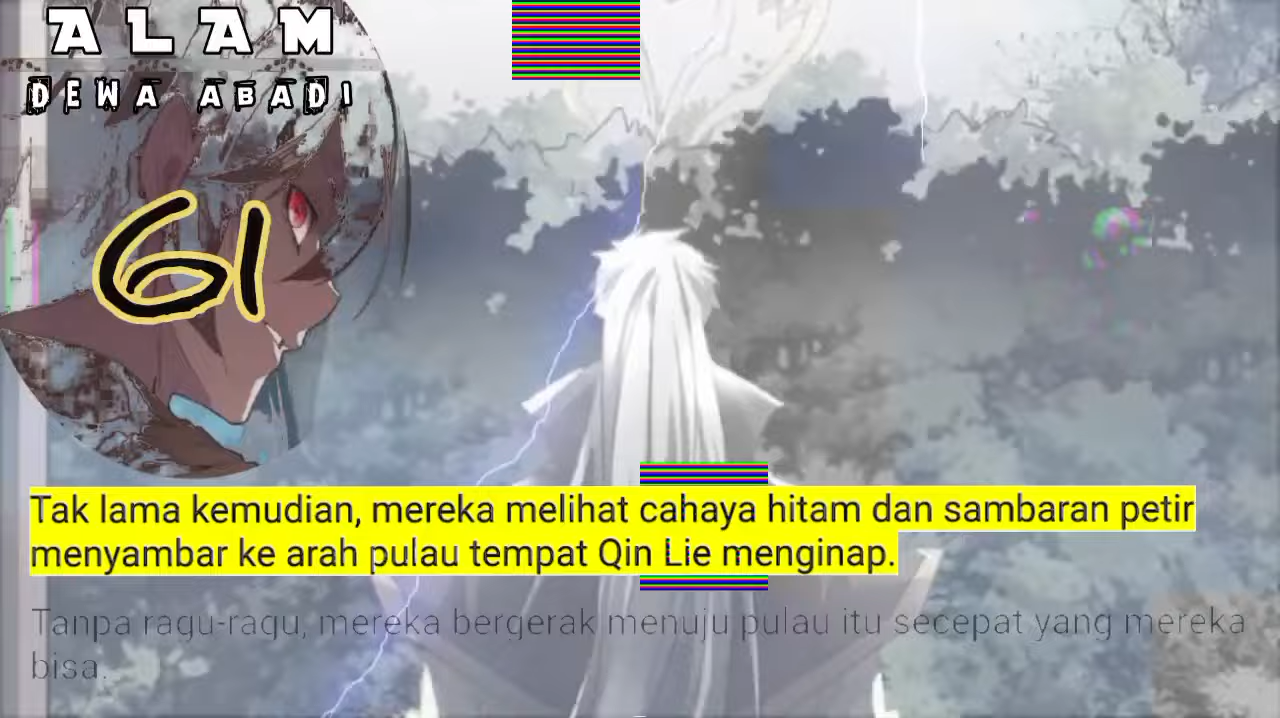 ALAM
DEWA ABADI
61
Tak lama kemudian, mereka melihat cahaya hitam dan sambaran petir
menyambar ke arah pulau tempat Qin Lie menginap.
Tanpa ragu-ragu, mereka bergerak menuju pulau itu secepat yang mereka
bisa.